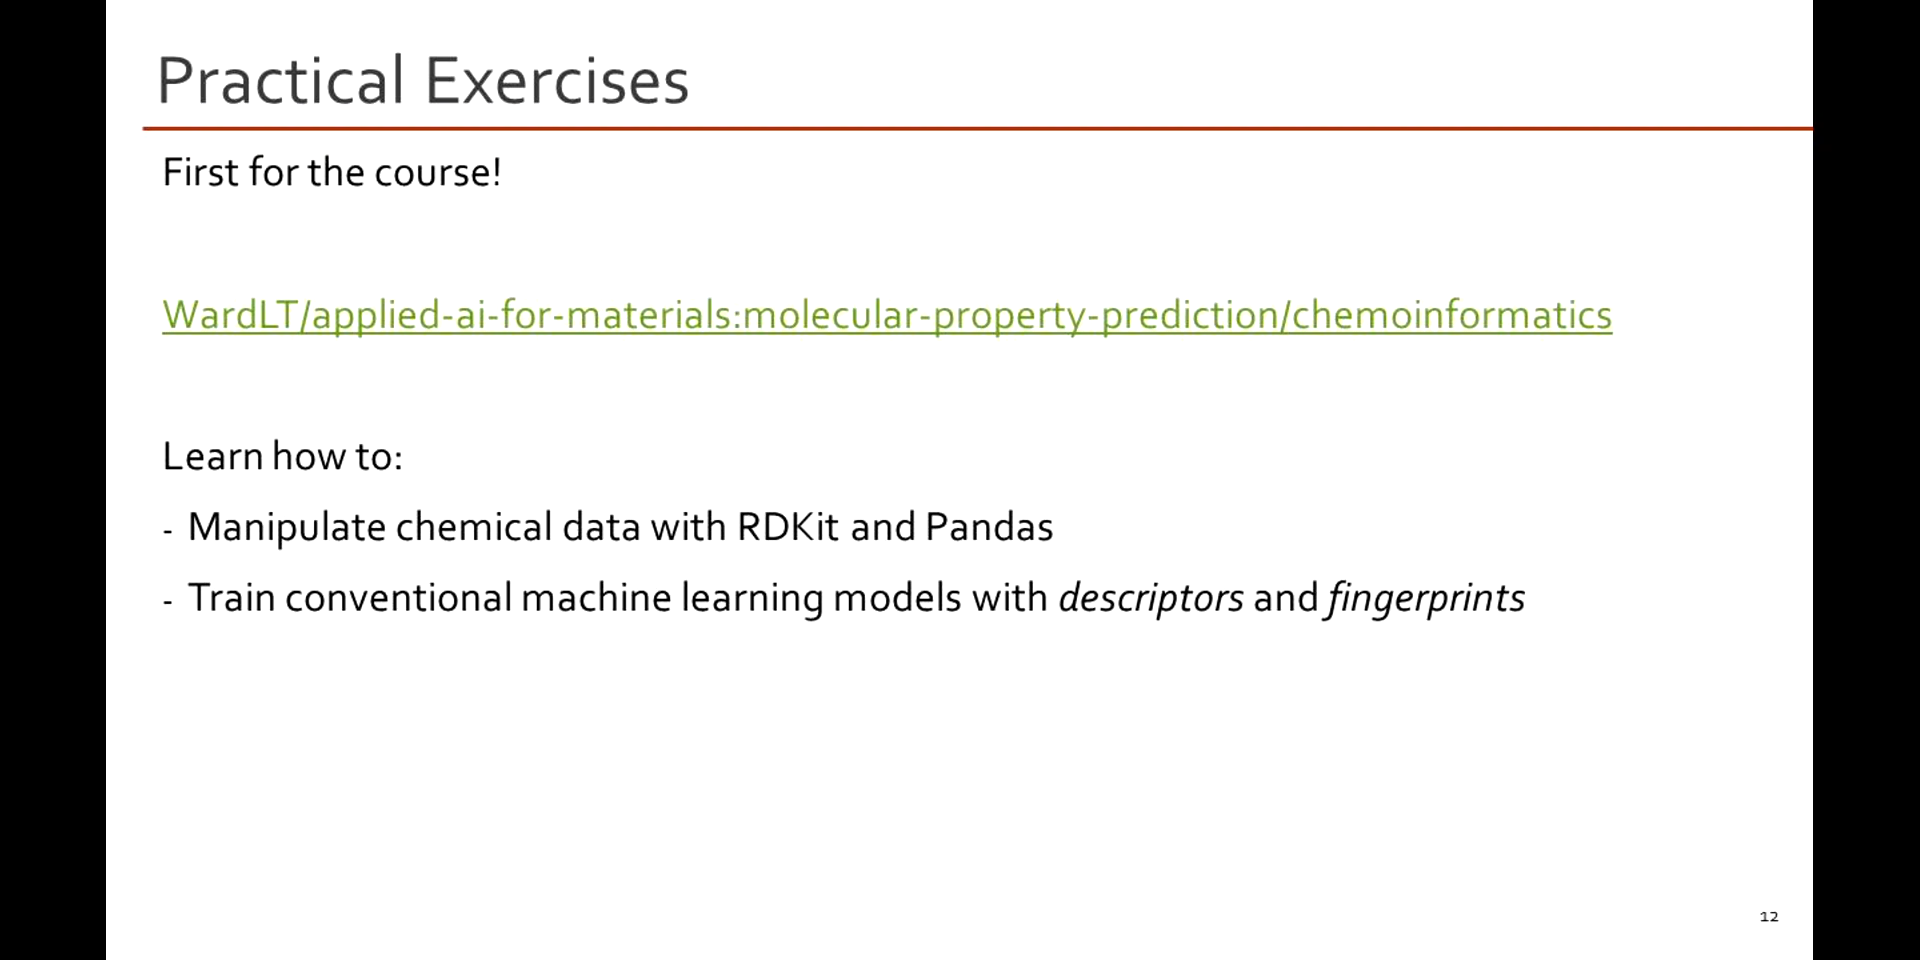 Practical Exercises
First for the course!
WardLT/applied-ai-for-materials:molecular-property-prediction/chemoinformatics
Learn how to:
- Manipulate chemical data with RDKit and Pandas
- Train conventional machine learning models with descriptors and fingerprints
12